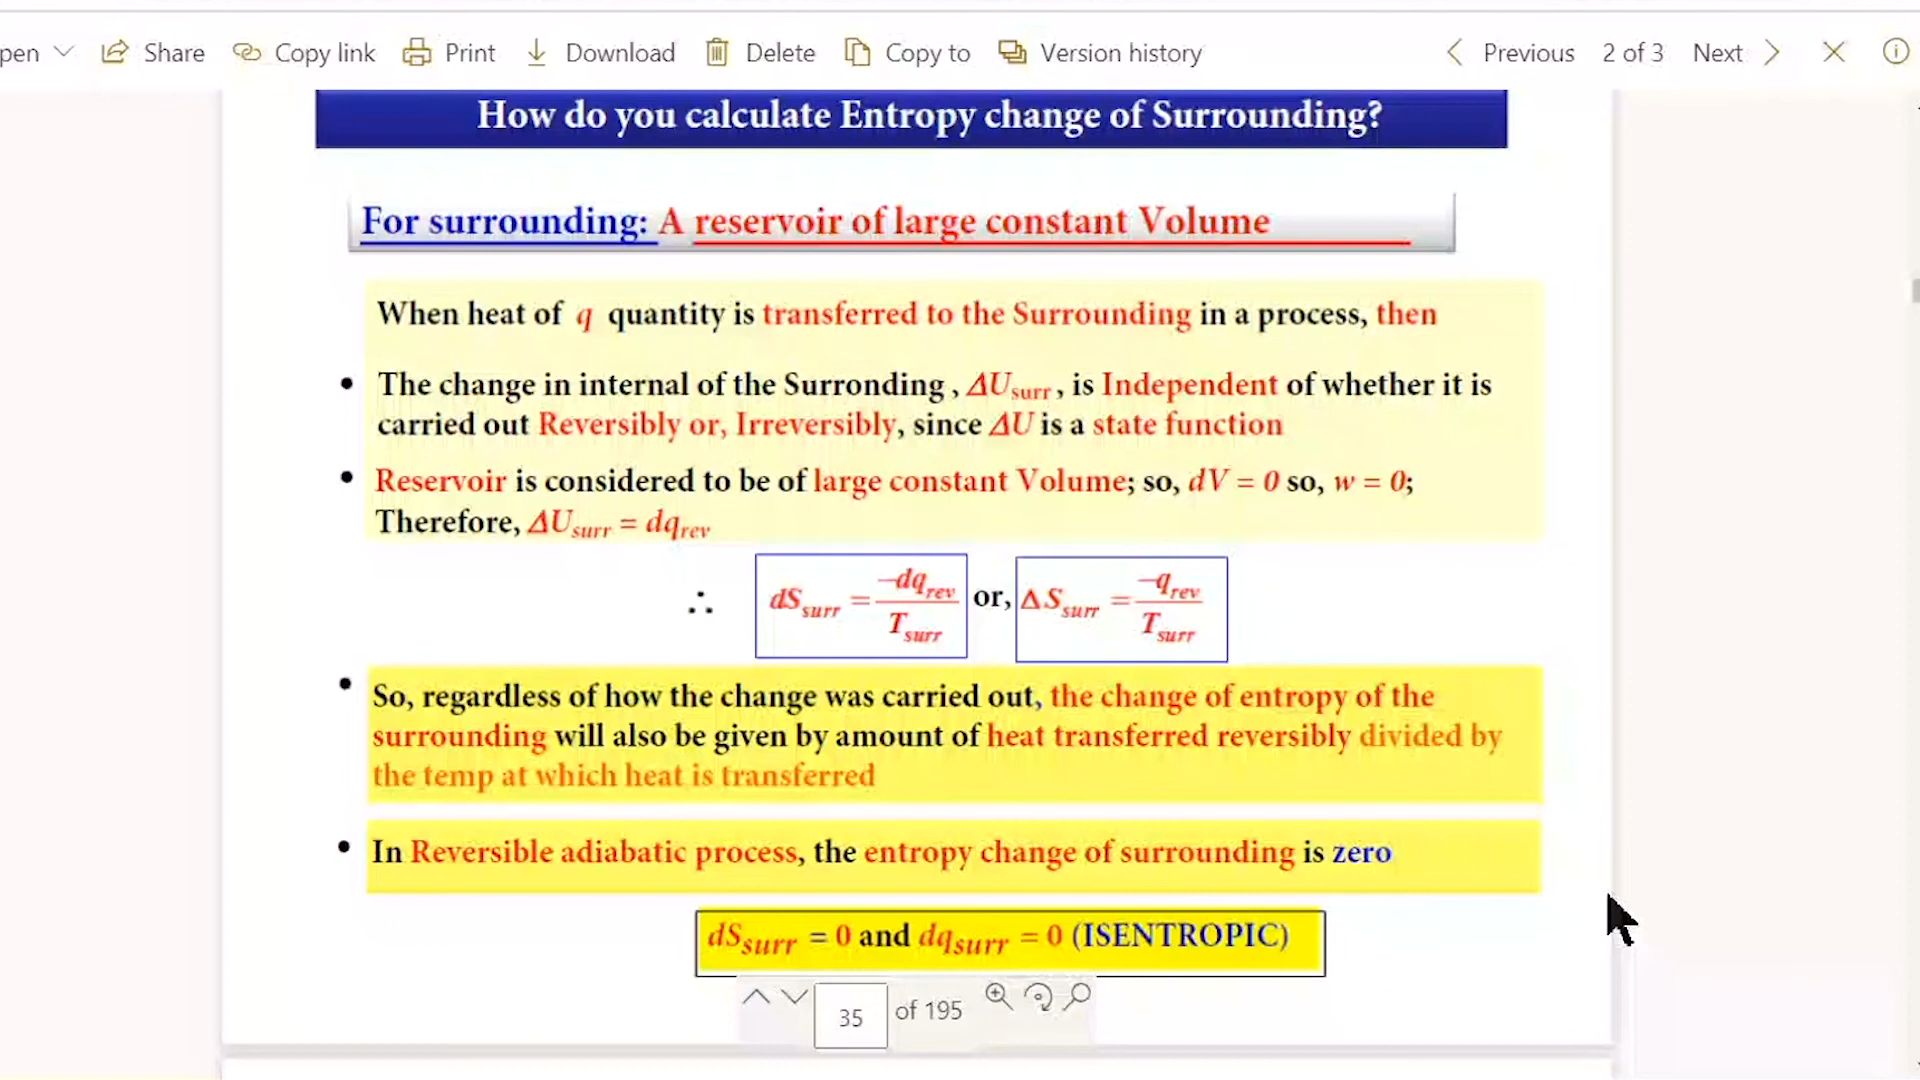 pen Share Copy link Print Download Delete Copy to Version history Previous 2 of 3 Next
How do you calculate Entropy change of Surrounding?
For surrounding: A reservoir of large constant Volume
When heat of q quantity is transferred to the Surrounding in a process, then
• The change in internal of the Surronding , ΔUsurr, is Independent of whether it is
carried out Reversibly or, Irreversibly, since ΔU is a state function
• Reservoir is considered to be of large constant Volume; so, dV = 0 so, w = 0;
Therefore, ΔUsurr = dqrev
∴ dSsurr = –dqrev / Tsurr or, ΔSsurr = –qrev / Tsurr
• So, regardless of how the change was carried out, the change of entropy of the
surrounding will also be given by amount of heat transferred reversibly divided by
the temp at which heat is transferred
• In Reversible adiabatic process, the entropy change of surrounding is zero
dSsurr = 0 and dqsurr = 0 (ISENTROPIC)
35 of 195